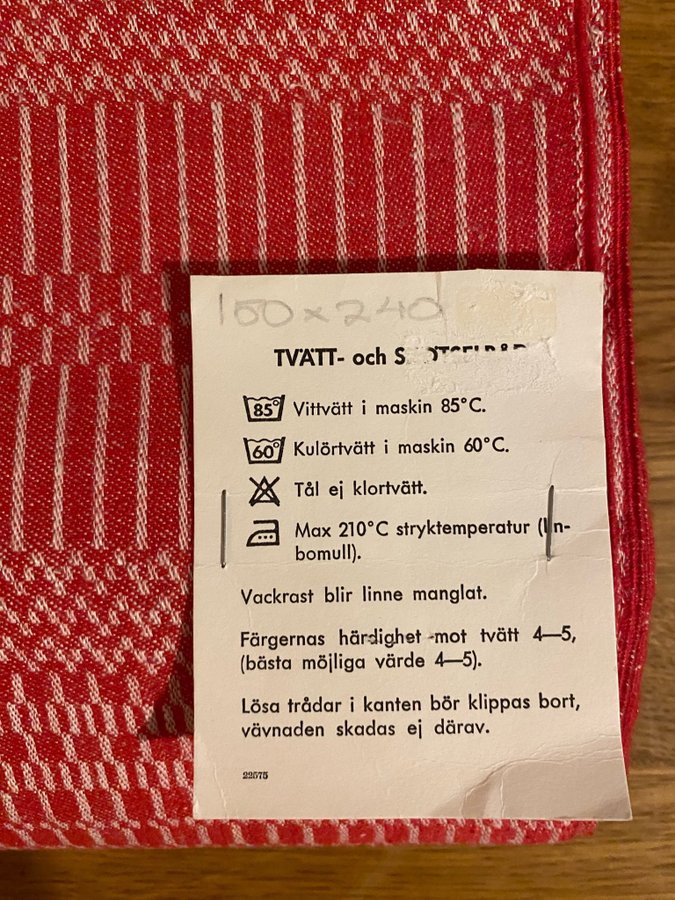 150x240
TVÄTT- och
85° Vittvätt i maskin 85°C.
60° Kulörtvätt i maskin 60°C.
Tål ej klortvätt.
Max 210°C stryktemperatur (lin-
bomull).
Vackrast blir linne manglat.
Färgernas härdighet mot tvätt 4—5,
(bästa möjliga värde 4—5).
Lösa trådar i kanten bör klippas bort,
vävnaden skadas ej därav.
22575